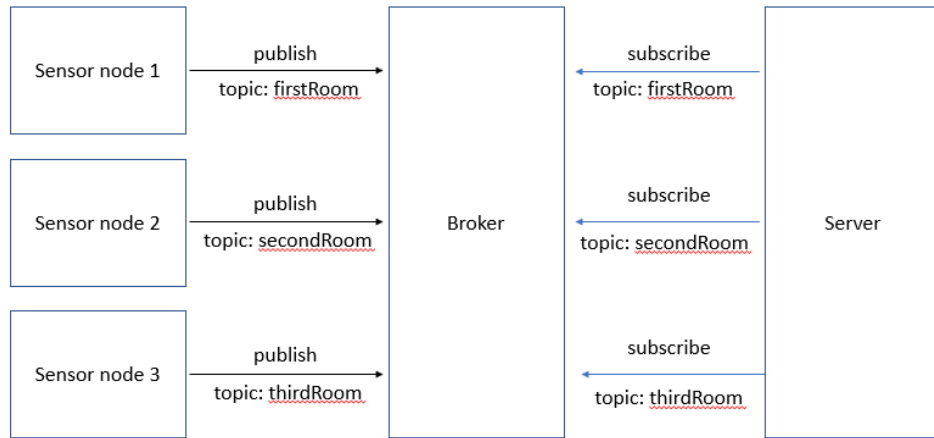 Sensor node 1
publish
topic: firstRoom
subscribe
topic: firstRoom
Sensor node 2
publish
topic: secondRoom
Broker
subscribe
topic: secondRoom
Server
Sensor node 3
publish
topic: thirdRoom
subscribe
topic: thirdRoom